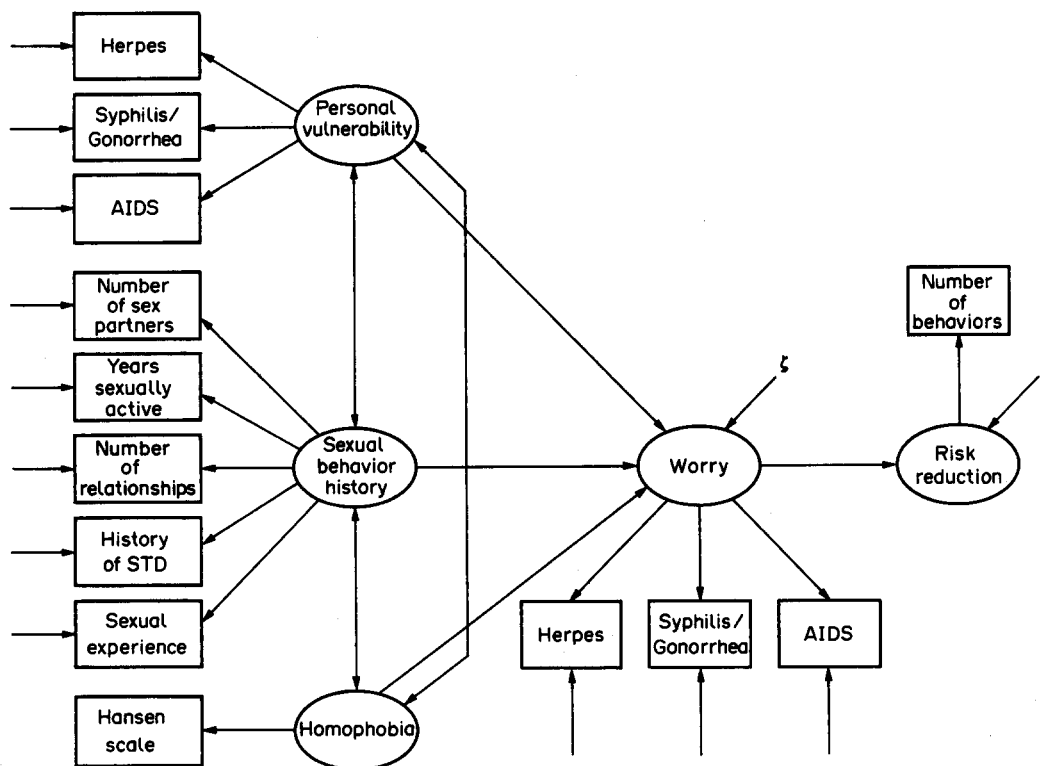 Herpes
Syphilis/
Gonorrhea
AIDS
Personal
vulnerability
Number
of sex
partners
Years
sexually
active
Number
of
relationships
History
of STD
Sexual
experience
Hansen
scale
Sexual
behavior
history
Homophobia
ζ
Worry
Herpes
Syphilis/
Gonorrhea
AIDS
Number
of
behaviors
Risk
reduction